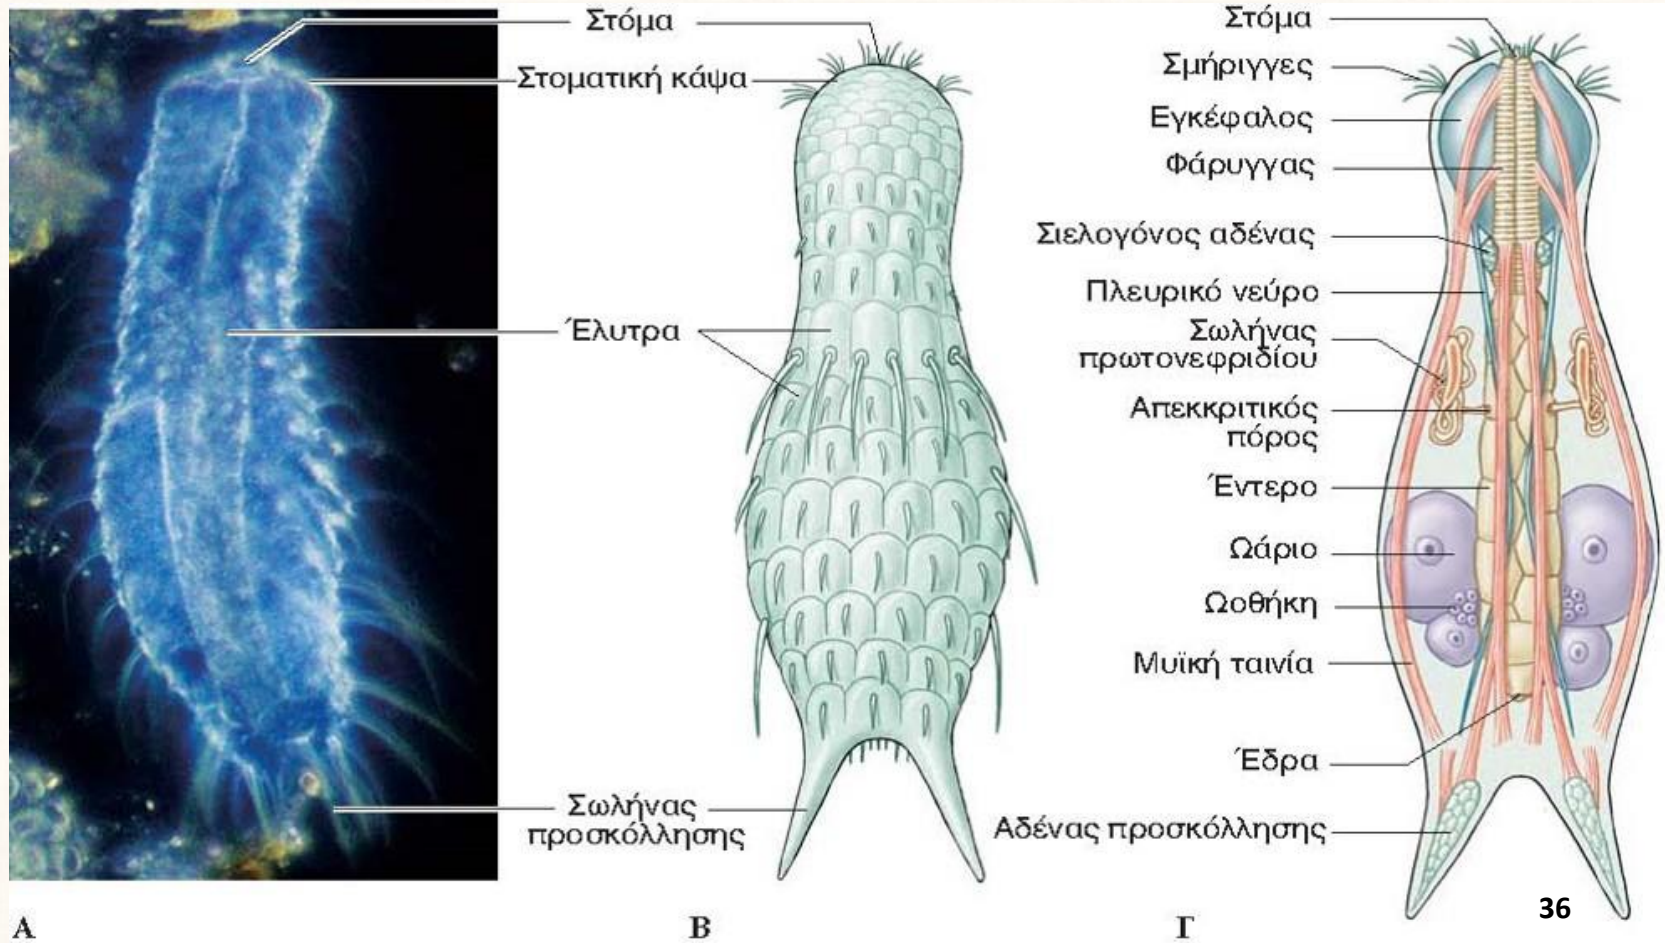 Στόμα
Στοματική κάψα
Έλυτρα
Σωλήνας
προσκόλλησης
Στόμα
Σμήριγγες
Εγκέφαλος
Φάρυγγας
Σιελογόνος αδένας
Πλευρικό νεύρο
Σωλήνας
πρωτονεφριδίου
Απεκκριτικός
πόρος
Έντερο
Ωάριο
Ωοθήκη
Μυϊκή ταινία
Έδρα
Αδένας προσκόλλησης
36
Α
Β
Γ